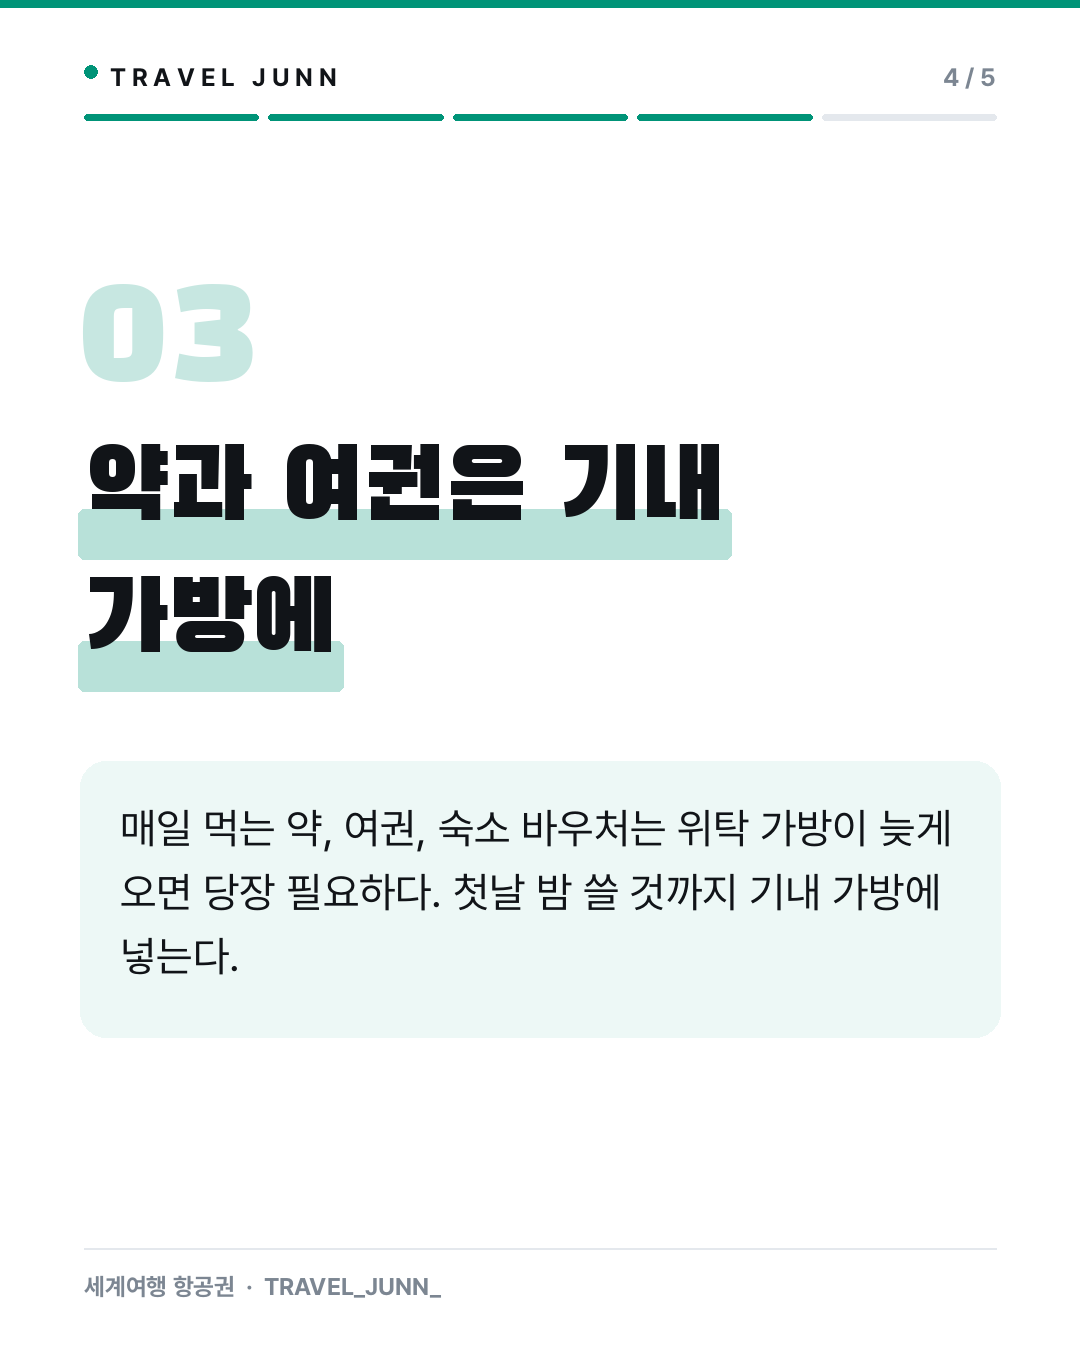 TRAVEL JUNN
4 / 5
03
약과 여권은 기내
가방에
매일 먹는 약, 여권, 숙소 바우처는 위탁 가방이 늦게
오면 당장 필요하다. 첫날 밤 쓸 것까지 기내 가방에
넣는다.
세계여행 항공권 · TRAVEL_JUNN_